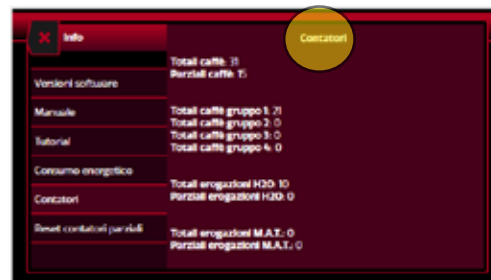 Info
Contatori
Totali caffè: 31
Parziali caffè: 15
Versioni software
Manuale
Totali caffè gruppo 1: 21
Totali caffè gruppo 2: 0
Totali caffè gruppo 3: 0
Totali caffè gruppo 4: 0
Tutorial
Consumo energetico
Totali erogazioni H2O: 10
Parziali erogazioni H2O: 0
Contatori
Reset contatori parziali
Totali erogazioni M.A.T.: 0
Parziali erogazioni M.A.T.: 0